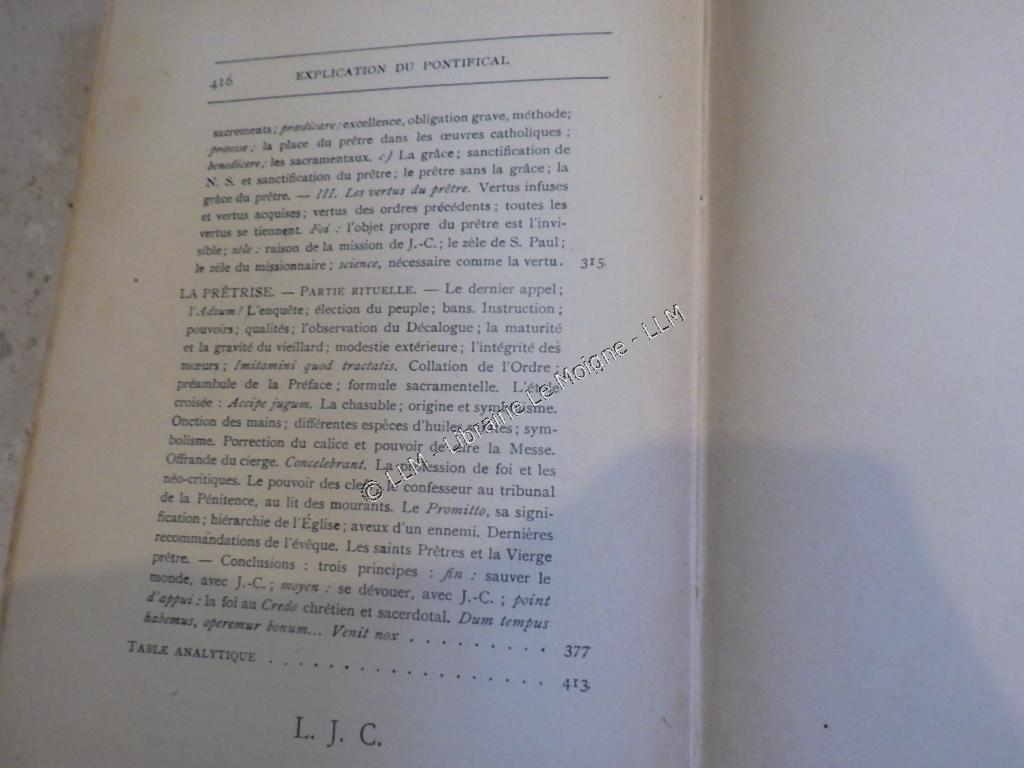 416 EXPLICATION DU PONTIFICAL
sacrements ; prædicare : excellence, obligation grave, méthode ;
præesse ; la place du prêtre dans les œuvres catholiques ;
benedicere ; les sacramentaux. c) La grâce ; sanctification de
N. S. et sanctification du prêtre ; le prêtre sans la grâce ; la
grâce du prêtre. — III. Les vertus du prêtre. Vertus infuses
et vertus acquises ; vertus des ordres précédents ; toutes les
vertus se tiennent. Foi : l'objet propre du prêtre est l'invi-
sible ; zèle : raison de la mission de J.-C. ; le zèle de S. Paul ;
le zèle du missionnaire ; science, nécessaire comme la vertu. 315
LA PRÊTRISE. — PARTIE RITUELLE. — Le dernier appel ;
l'Adsum ! L'enquête ; élection du peuple ; bans. Instruction ;
pouvoirs ; qualités ; l'observation du Décalogue ; la maturité
et la gravité du vieillard ; modestie extérieure ; l'intégrité des
mœurs ; Imitamini quod tractatis. Collation de l'Ordre ;
préambule de la Préface ; formule sacramentelle. L'étole
croisée : Accipe jugum. La chasuble ; origine et symbolisme.
Onction des mains ; différentes espèces d'huiles saintes ; sym-
bolisme. Porrection du calice et pouvoir de dire la Messe.
Offrande du cierge. Concelebrant. La profession de foi et les
néo-critiques. Le pouvoir des clefs, le confesseur au tribunal
de la Pénitence, au lit des mourants. Le Promitto, sa signi-
fication ; hiérarchie de l'Église ; aveux d'un ennemi. Dernières
recommandations de l'évêque. Les saints Prêtres et la Vierge
prêtre. — Conclusions : trois principes : fin : sauver le
monde, avec J.-C. ; moyen : se dévouer, avec J.-C. ; point
d'appui : la foi au Credo chrétien et sacerdotal. Dum tempus
habemus, operemur bonum... Venit nox . . . . . . . . . 377
TABLE ANALYTIQUE . . . . . . . . . . . . . . . . 413
L. J. C.
© LLM - Librairie Le Moigne - LLM